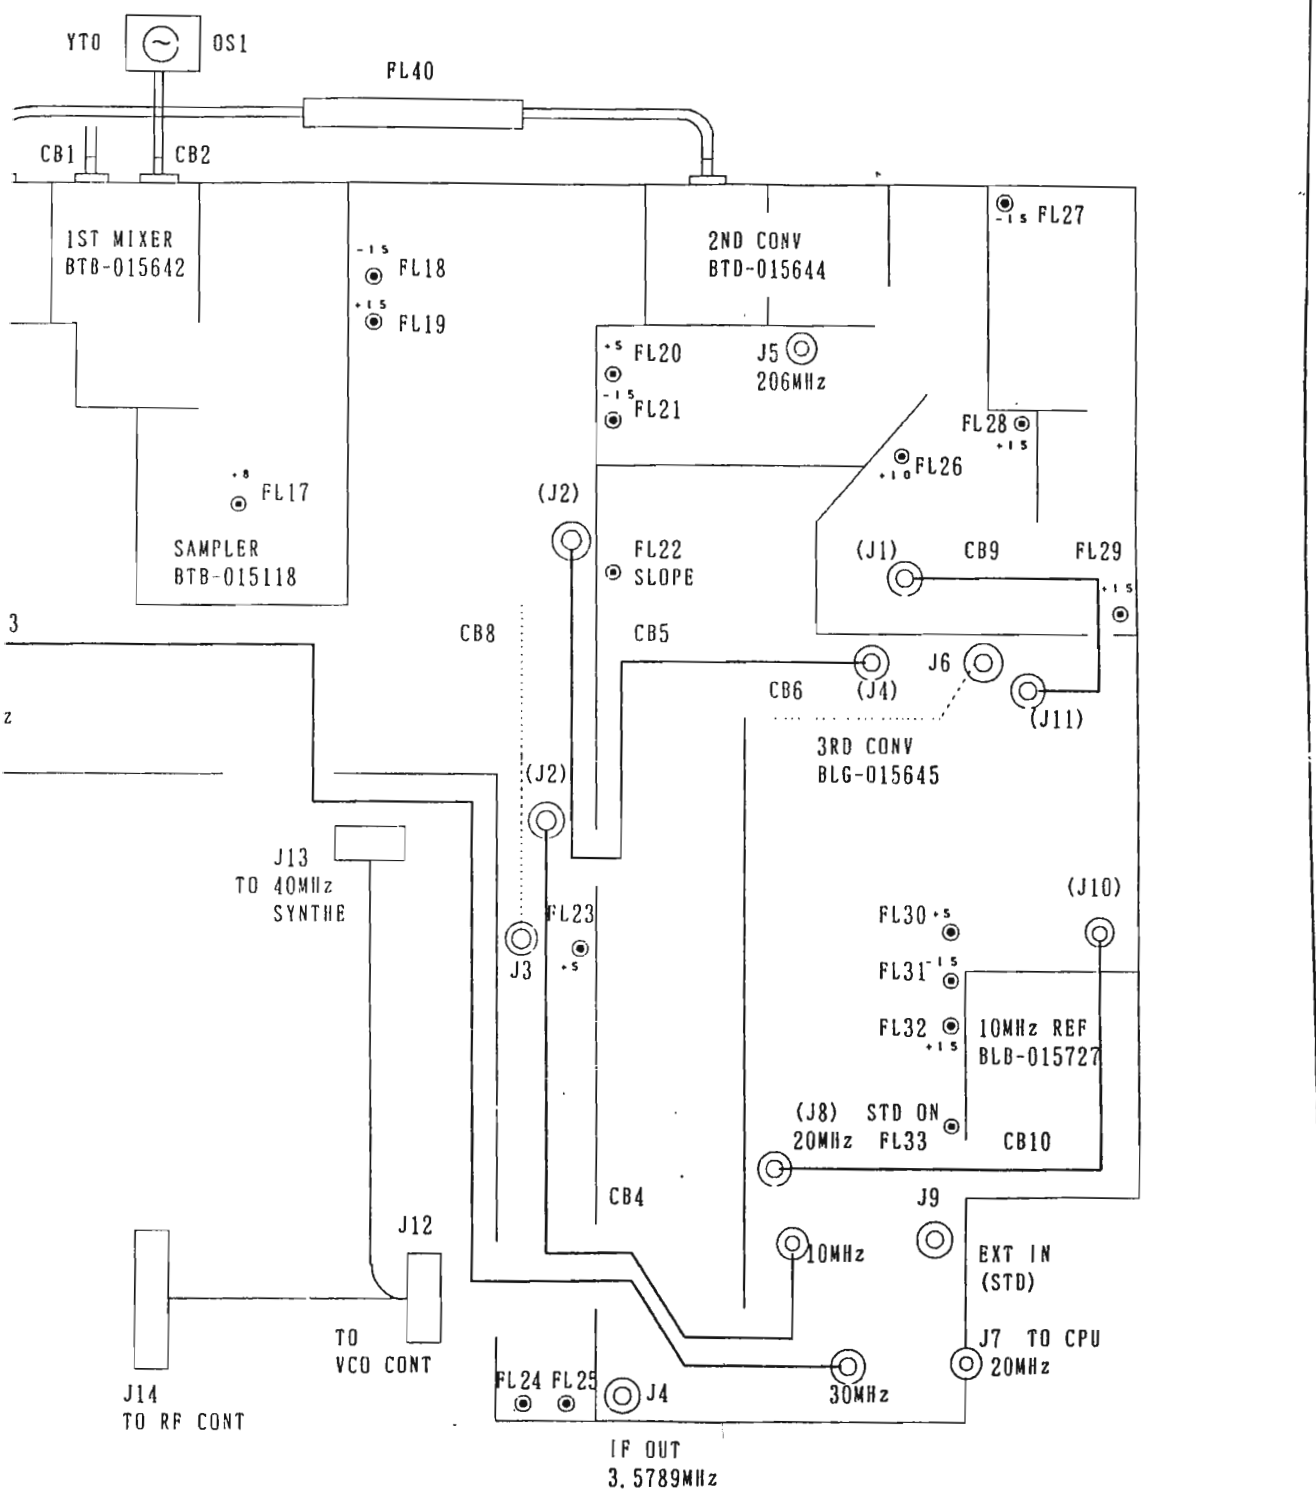 YTO
OS1
FL40
CB1
CB2
1ST MIXER
BTB-015642
-15
FL18
+15
FL19
2ND CONV
BTD-015644
-15
FL27
+5
FL20
-15
FL21
J5
206MHz
FL28
+15
FL26
+10
+8
FL17
SAMPLER
BTB-015118
(J2)
FL22
SLOPE
(J1)
CB9
FL29
+15
3
CB8
CB5
CB6
(J4)
J6
(J11)
z
3RD CONV
BLG-015645
(J2)
J13
TO 40MHz
SYNTHE
FL23
+5
J3
(J10)
FL30 +5
FL31 -15
FL32
+15
10MHz REF
BLB-015727
(J8)
20MHz
STD ON
FL33
CB10
CB4
J9
J12
10MHz
EXT IN
(STD)
TO
VCO CONT
J7 TO CPU
20MHz
J14
TO RF CONT
FL24
FL25
J4
30MHz
IF OUT
3.5789MHz